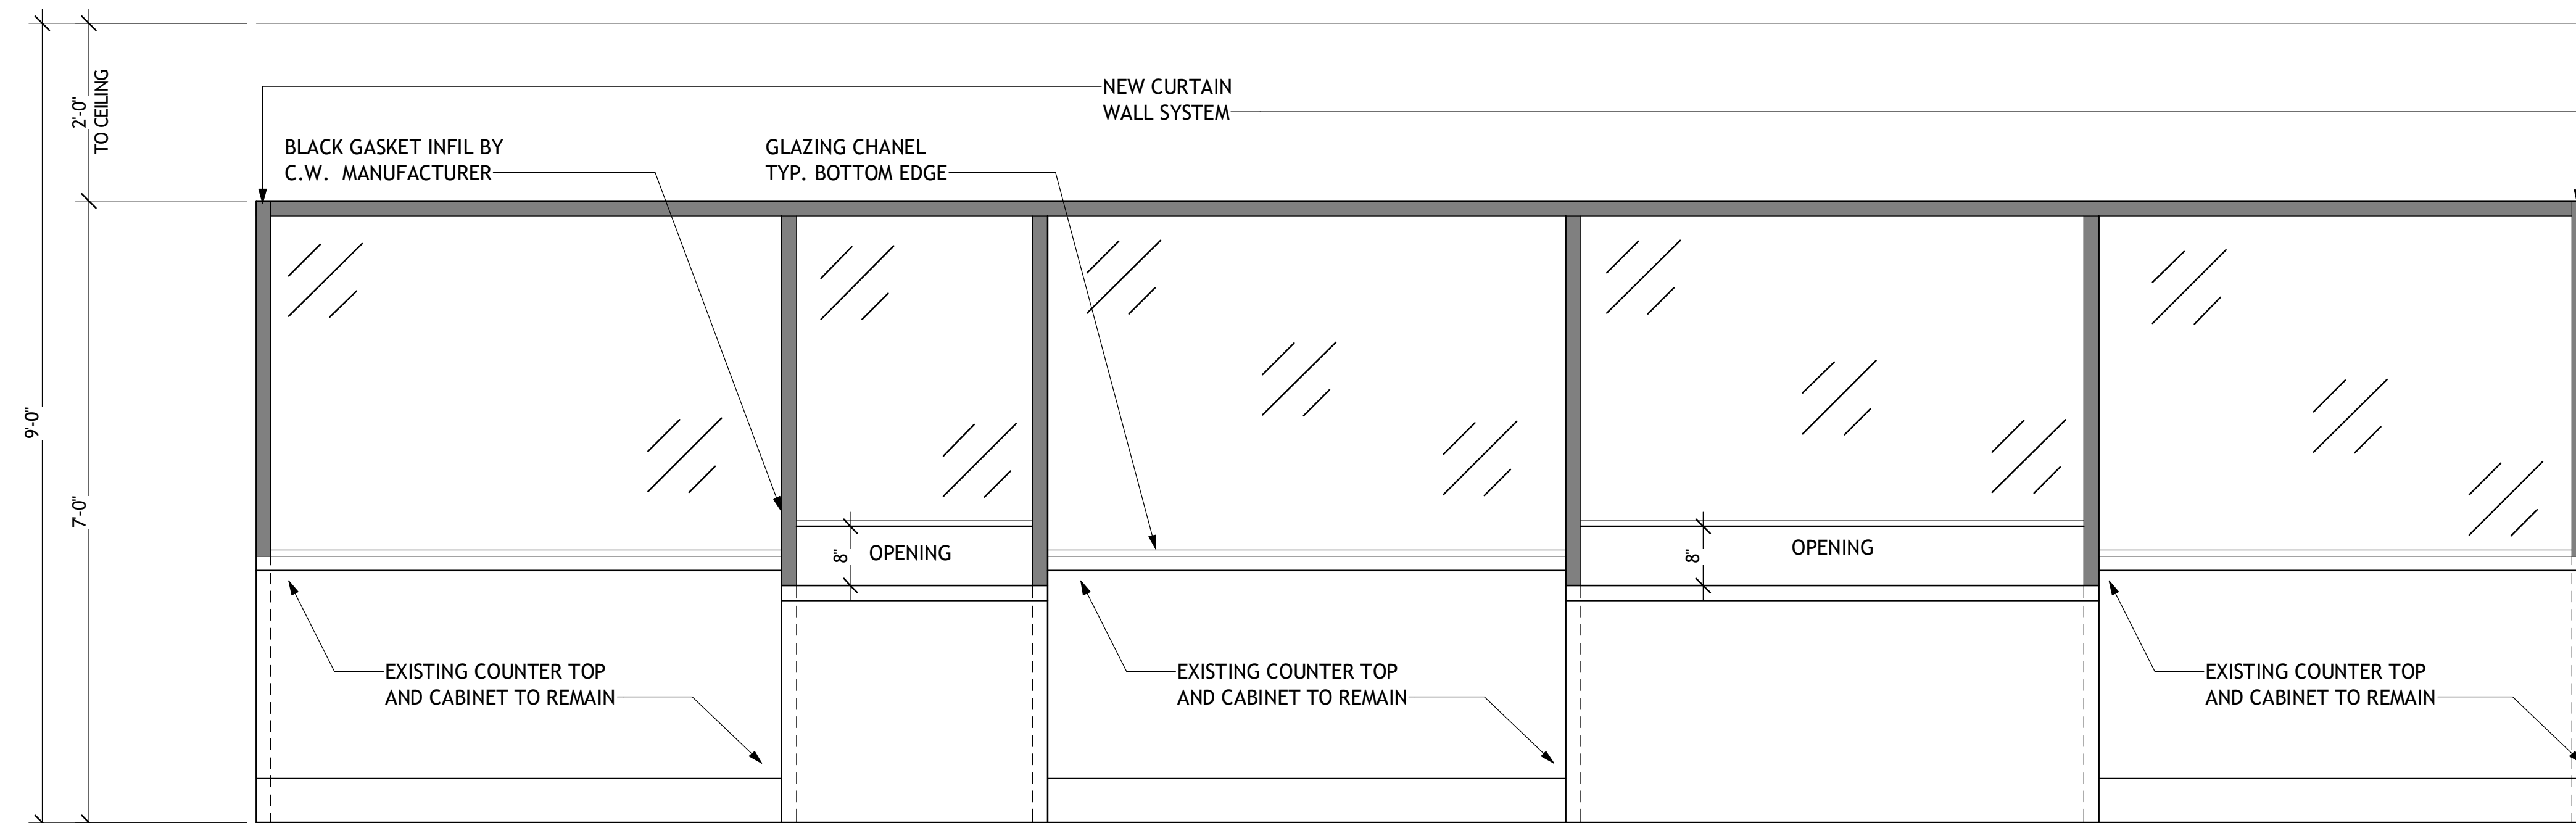 NEW CURTAIN
WALL SYSTEM
2'-0"
TO CEILING
BLACK GASKET INFIL BY
C.W. MANUFACTURER
GLAZING CHANEL
TYP. BOTTOM EDGE
9'-0"
7'-0"
8"
OPENING
8"
OPENING
EXISTING COUNTER TOP
AND CABINET TO REMAIN
EXISTING COUNTER TOP
AND CABINET TO REMAIN
EXISTING COUNTER TOP
AND CABINET TO REMAIN